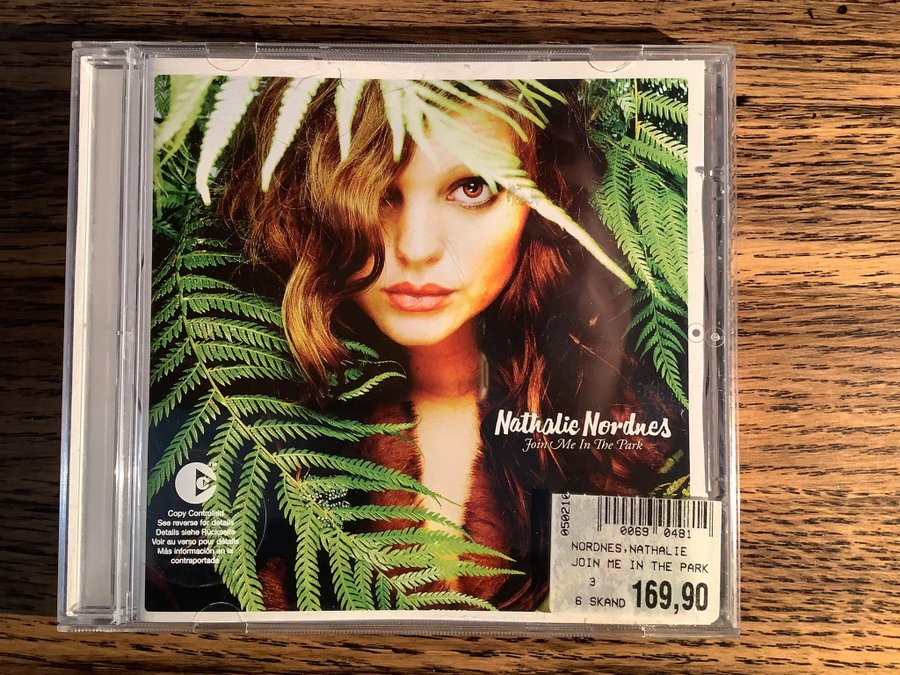 Nathalie Nordnes
Join Me In The Park
Copy Controlled
See reverse for details
Details siehe Rückseite
Voir au verso pour détails
Más información en la
contraportada
050210
0069 0481
NORDNES,NATHALIE
JOIN ME IN THE PARK
3
6 SKAND 169,90